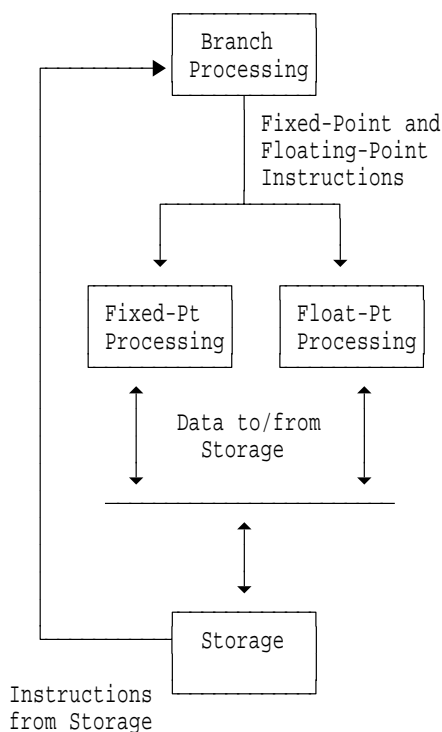 Branch
Processing
Fixed-Point and
Floating-Point
Instructions
Fixed-Pt
Processing
Float-Pt
Processing
Data to/from
Storage
Storage
Instructions
from Storage